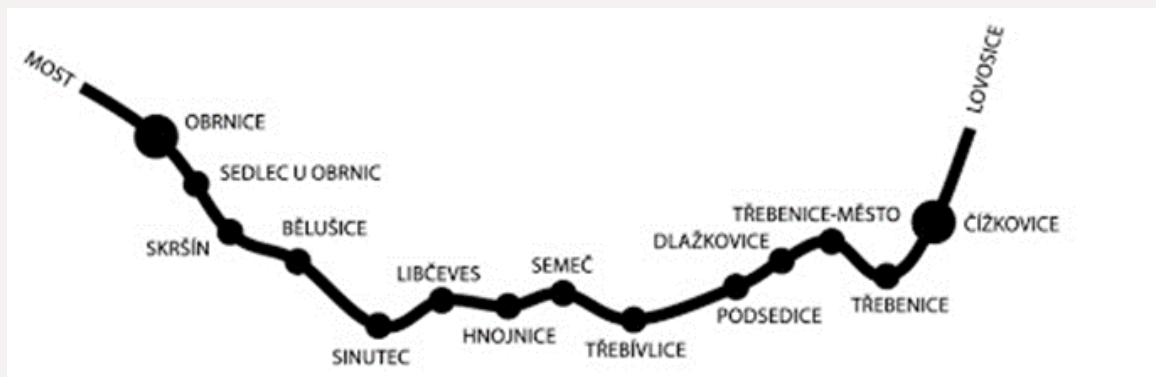 MOST
OBRNICE
SEDLEC U OBRNIC
SKRŠÍN
BĚLUŠICE
SINUTEC
LIBČEVES
HNOJNICE
SEMEČ
TŘEBÍVLICE
PODSEDICE
DLAŽKOVICE
TŘEBENICE-MĚSTO
TŘEBENICE
ČÍŽKOVICE
LOVOSICE